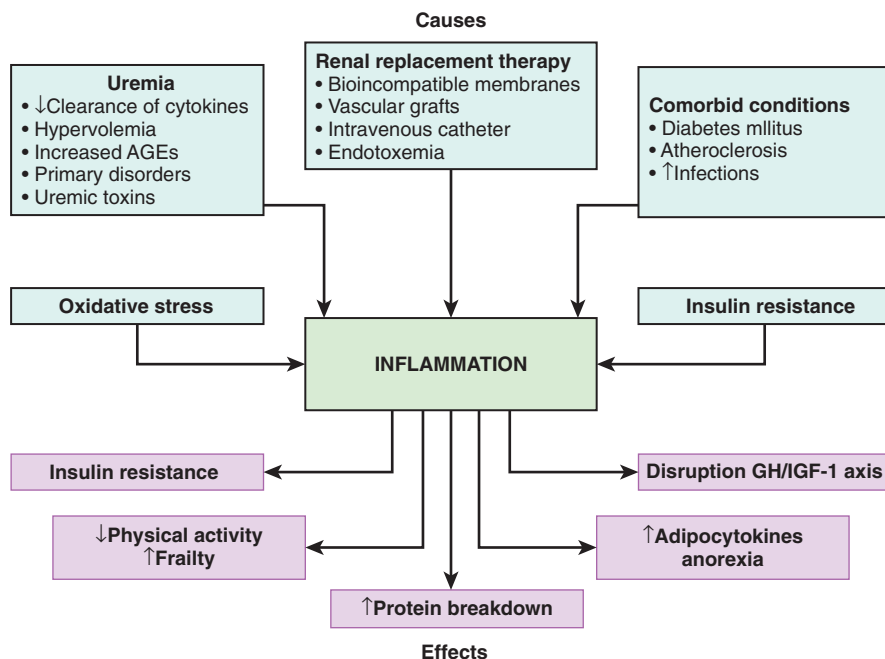 Causes
Uremia
• ↓Clearance of cytokines
• Hypervolemia
• Increased AGEs
• Primary disorders
• Uremic toxins
Renal replacement therapy
• Bioincompatible membranes
• Vascular grafts
• Intravenous catheter
• Endotoxemia
Comorbid conditions
• Diabetes mllitus
• Atheroclerosis
• ↑Infections
Oxidative stress
Insulin resistance
INFLAMMATION
Insulin resistance
Disruption GH/IGF-1 axis
↓Physical activity
↑Frailty
↑Adipocytokines
anorexia
↑Protein breakdown
Effects